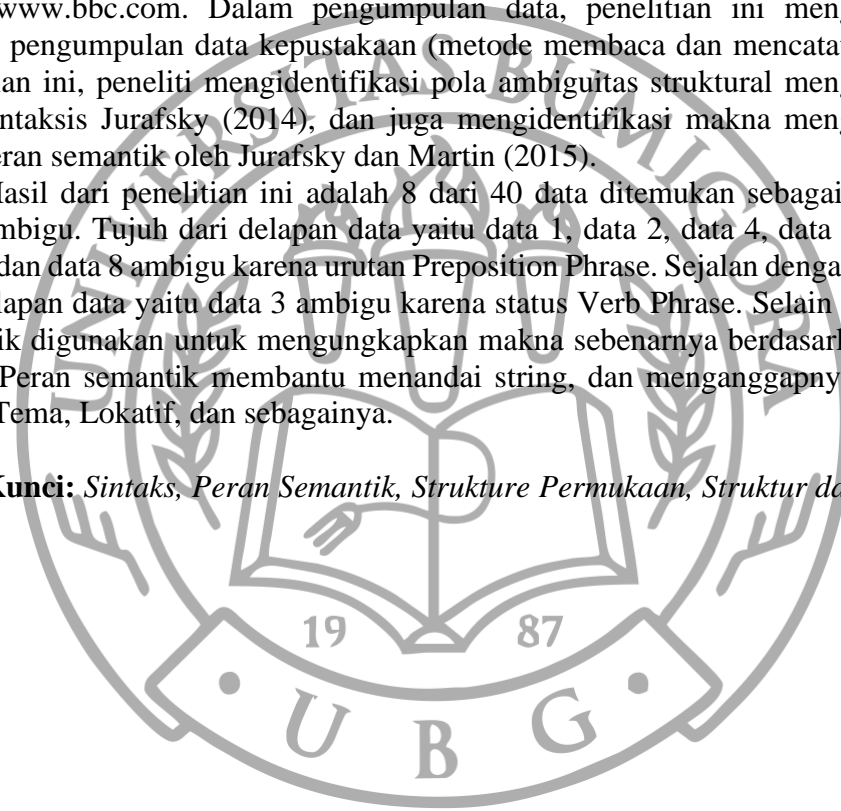 www.bbc.com. Dalam pengumpulan data, penelitian ini meng
pengumpulan data kepustakaan (metode membaca dan mencata
an ini, peneliti mengidentifikasi pola ambiguitas struktural meng
ntaksis Jurafsky (2014), dan juga mengidentifikasi makna meng
eran semantik oleh Jurafsky dan Martin (2015).
Hasil dari penelitian ini adalah 8 dari 40 data ditemukan sebagai
mbigu. Tujuh dari delapan data yaitu data 1, data 2, data 4, data
dan data 8 ambigu karena urutan Preposition Phrase. Sejalan denga
lapan data yaitu data 3 ambigu karena status Verb Phrase. Selain
ik digunakan untuk mengungkapkan makna sebenarnya berdasarl
Peran semantik membantu menandai string, dan menganggapny
Tema, Lokatif, dan sebagainya.
Kunci: Sintaks, Peran Semantik, Strukture Permukaan, Struktur da
UNIVERSITAS BUMIGORA
19 87
U B G